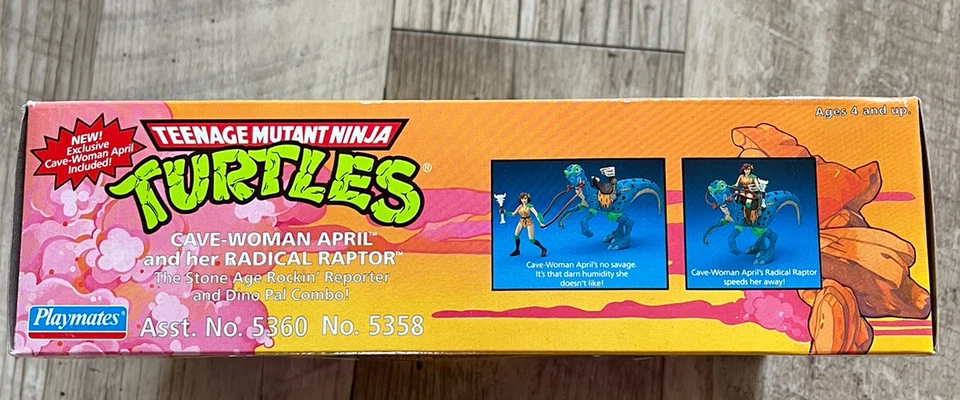 NEW!
Exclusive
Cave-Woman April
Included!
TEENAGE MUTANT NINJA
TURTLES®
CAVE-WOMAN APRIL™
and her RADICAL RAPTOR™
The Stone Age Rockin' Reporter
and Dino Pal Combo!
Playmates®
Asst. No. 5360 No. 5358
Cave-Woman April's no savage.
It's that darn humidity she
doesn't like!
Cave-Woman April's Radical Raptor
speeds her away!
Ages 4 and up.